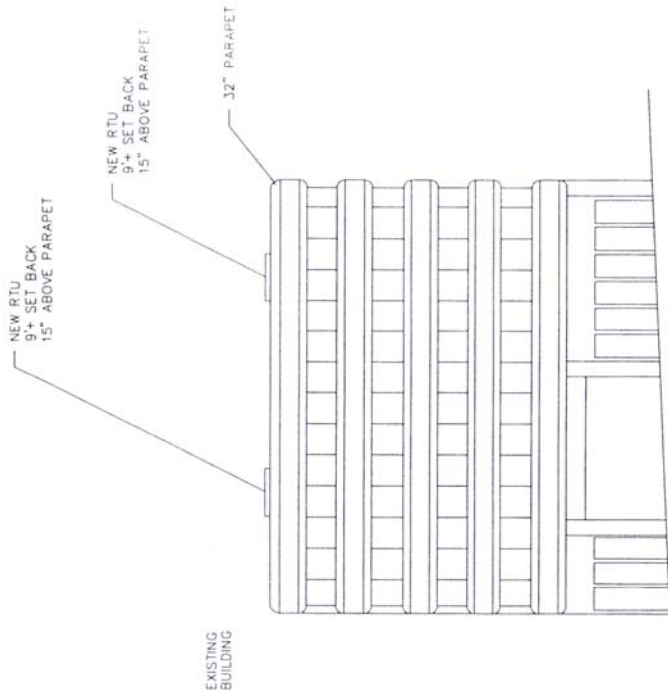 NEW RTU
9'+ SET BACK
15" ABOVE PARAPET
NEW RTU
9'+ SET BACK
15" ABOVE PARAPET
32" PARAPET
EXISTING
BUILDING